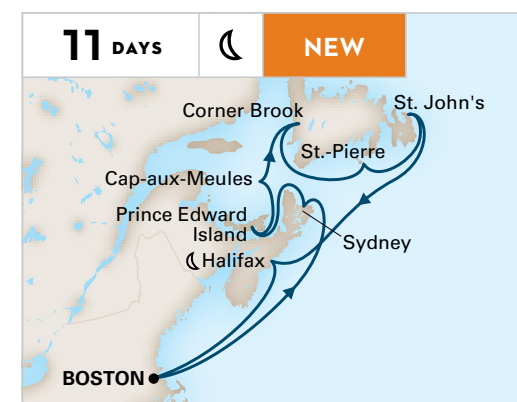 11 DAYS
NEW
Corner Brook
St. John's
St.-Pierre
Cap-aux-Meules
Prince Edward
Island
Sydney
Halifax
BOSTON